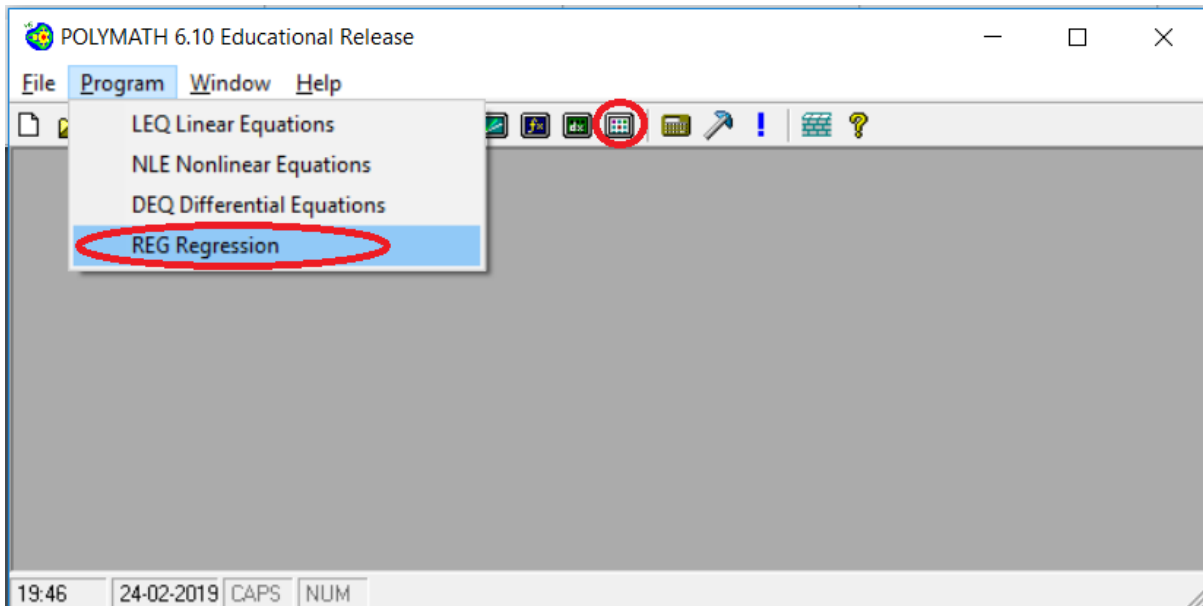 POLYMATH 6.10 Educational Release
File Program Window Help
LEQ Linear Equations
NLE Nonlinear Equations
DEQ Differential Equations
REG Regression
19:46 24-02-2019 CAPS NUM